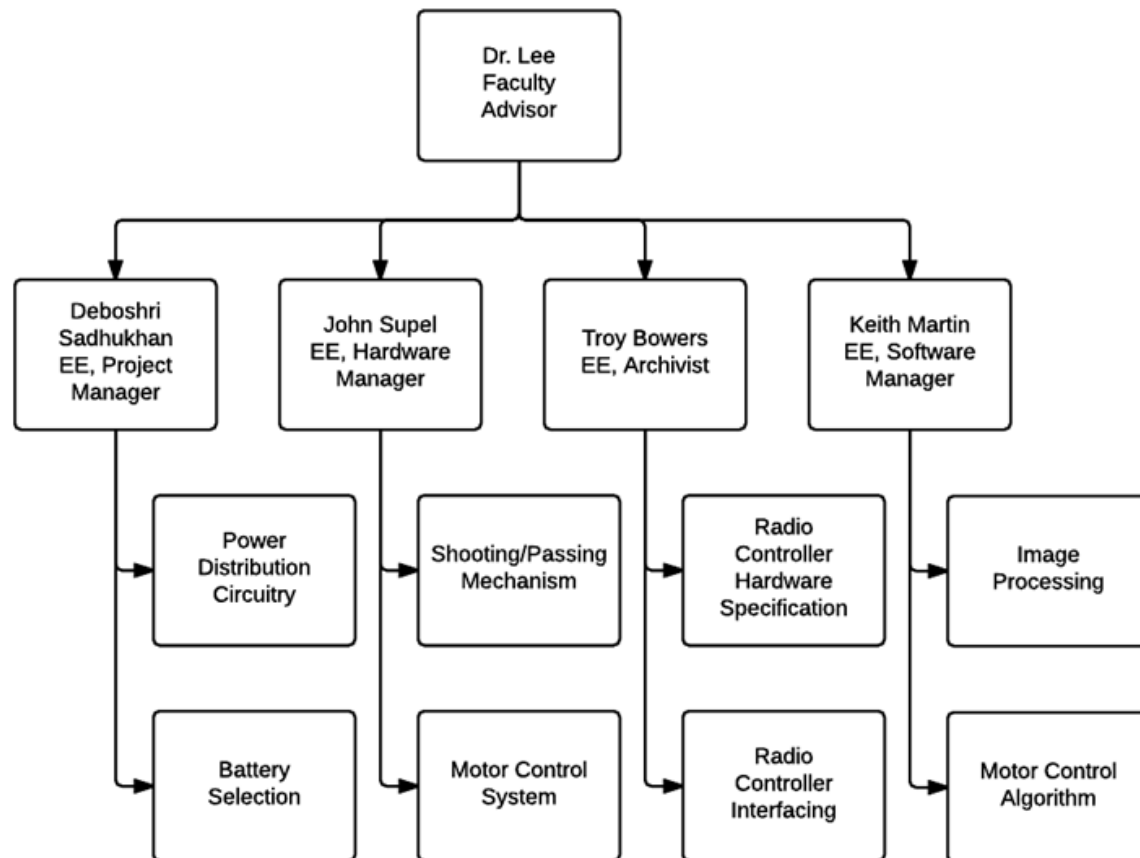 Dr. Lee
Faculty
Advisor
Deboshri
Sadhukhan
EE, Project
Manager
John Supel
EE, Hardware
Manager
Troy Bowers
EE, Archivist
Keith Martin
EE, Software
Manager
Power
Distribution
Circuitry
Shooting/Passing
Mechanism
Radio
Controller
Hardware
Specification
Image
Processing
Battery
Selection
Motor Control
System
Radio
Controller
Interfacing
Motor Control
Algorithm